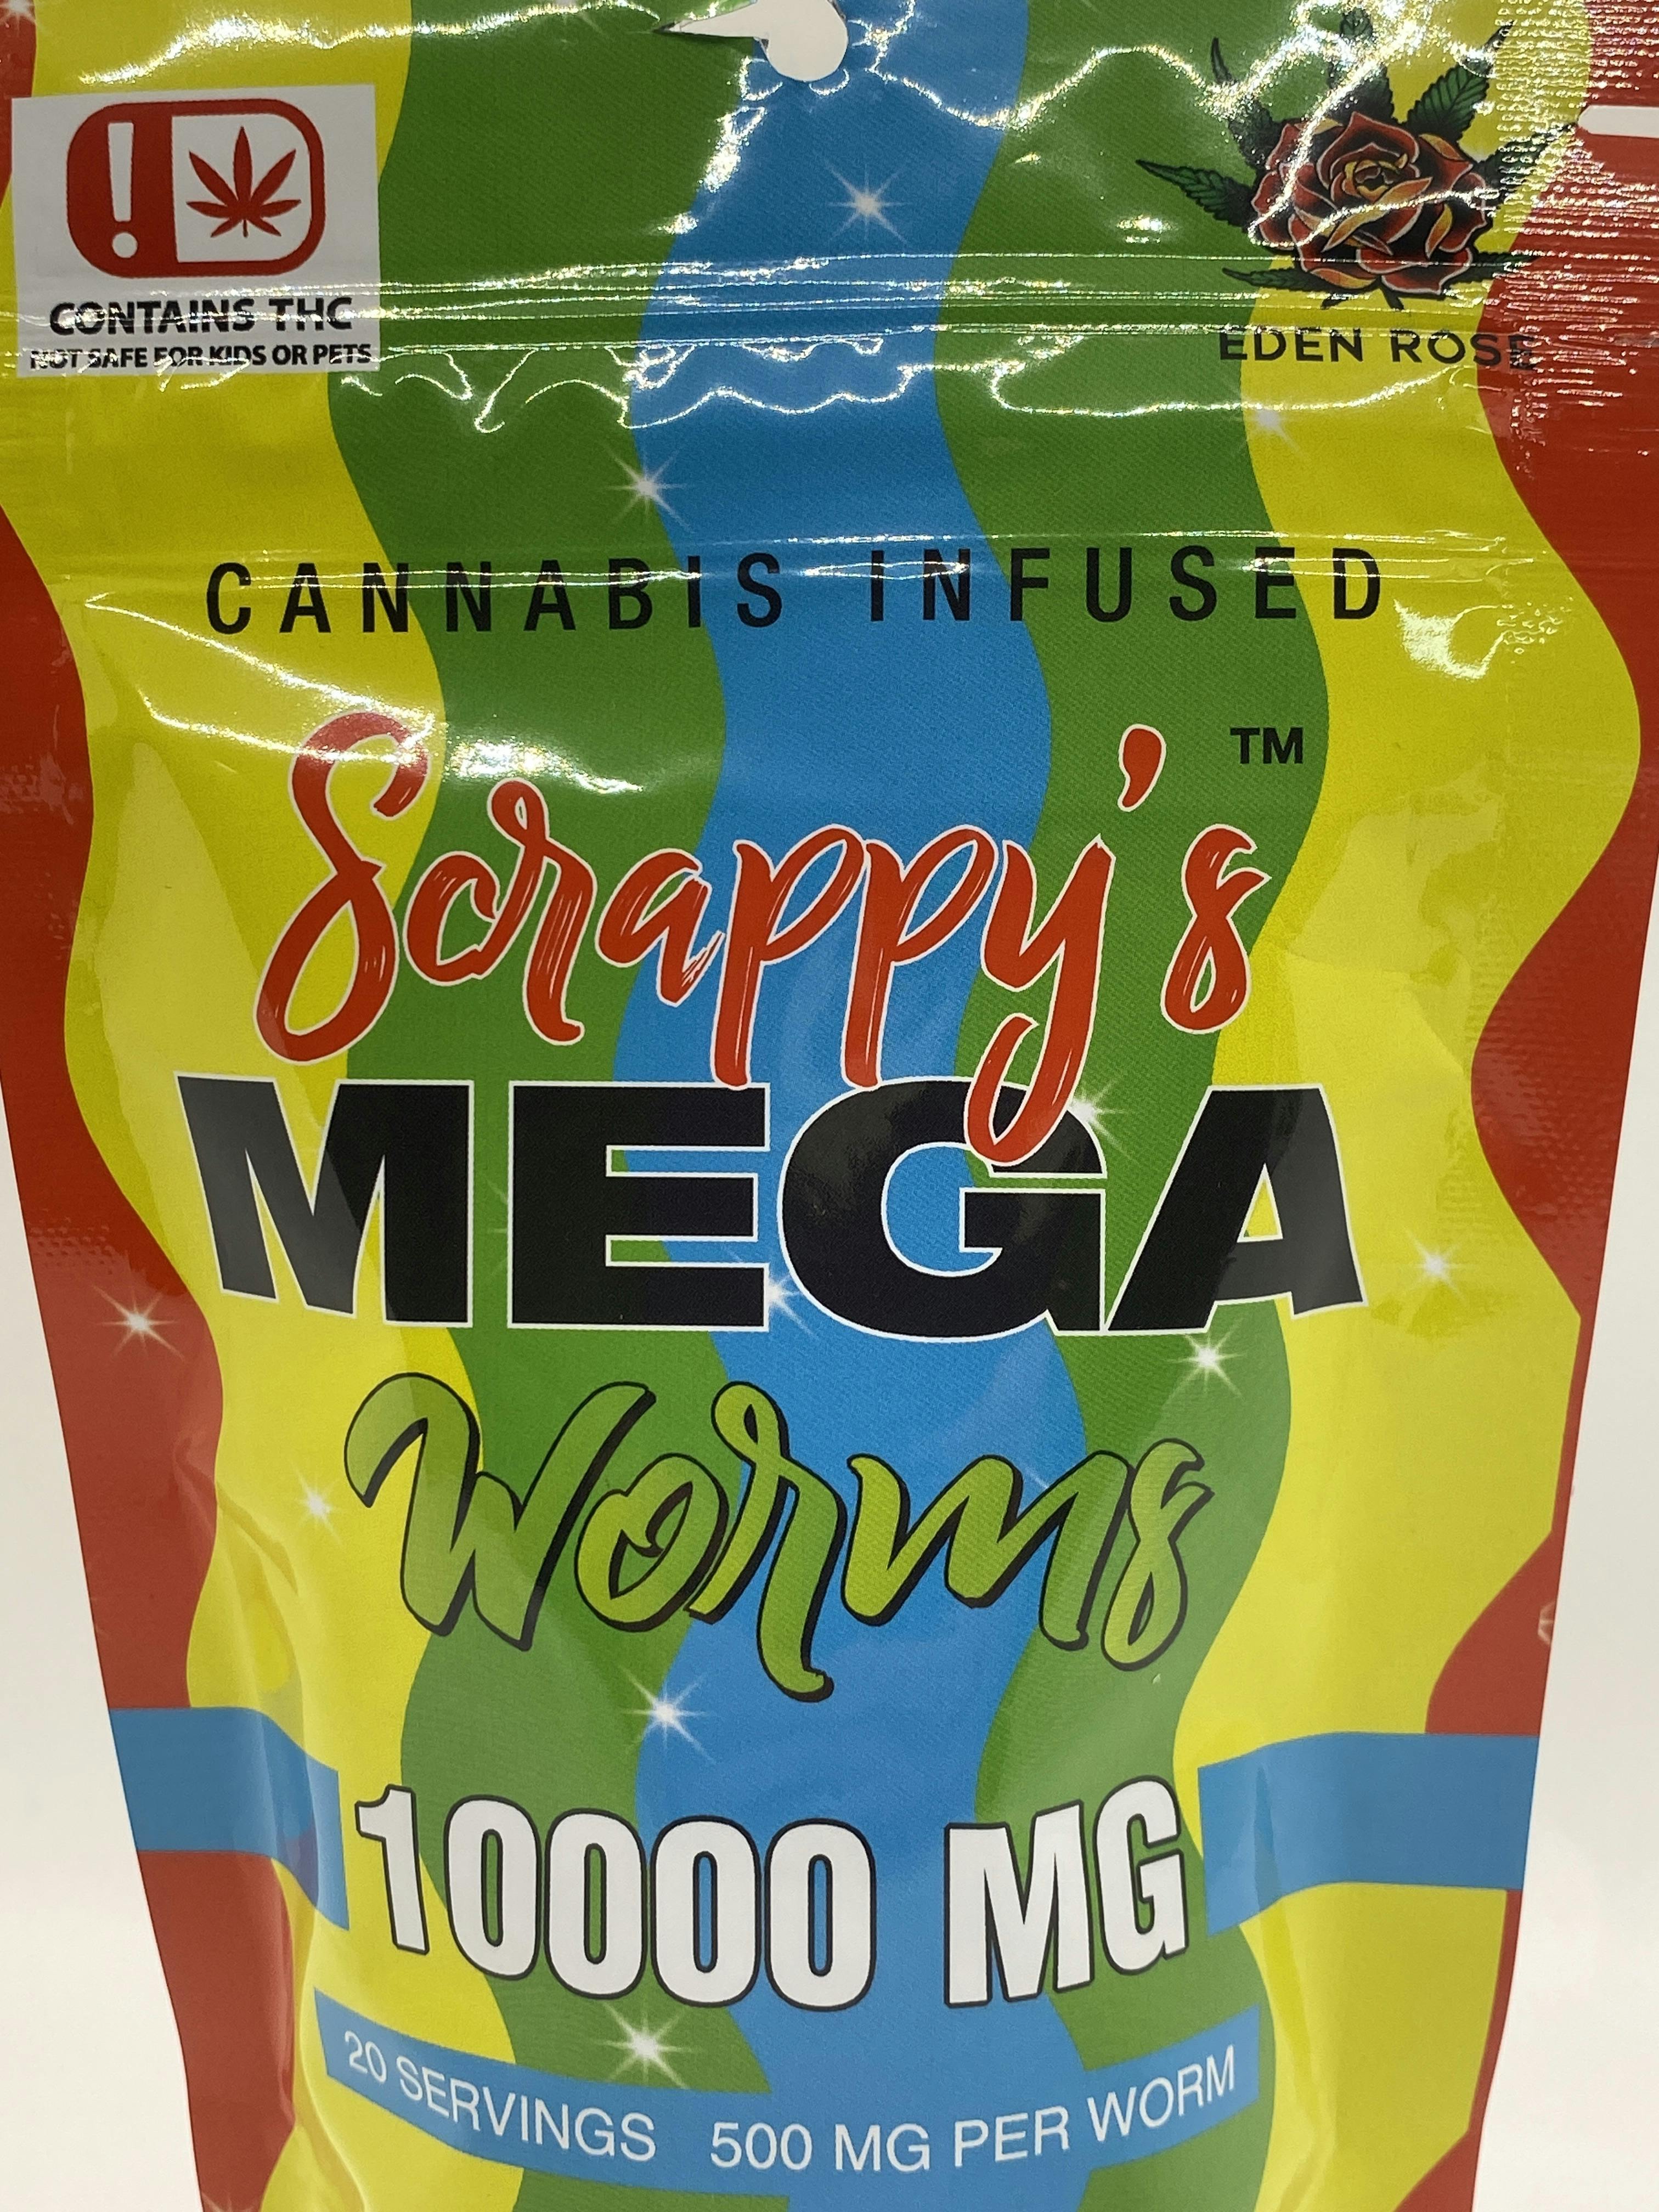 CONTAINS THC
NOT SAFE FOR KIDS OR PETS
EDEN ROSE
CANNABIS INFUSED
Scrappy's TM
MEGA
Worms
10000 MG
20 SERVINGS 500 MG PER WORM